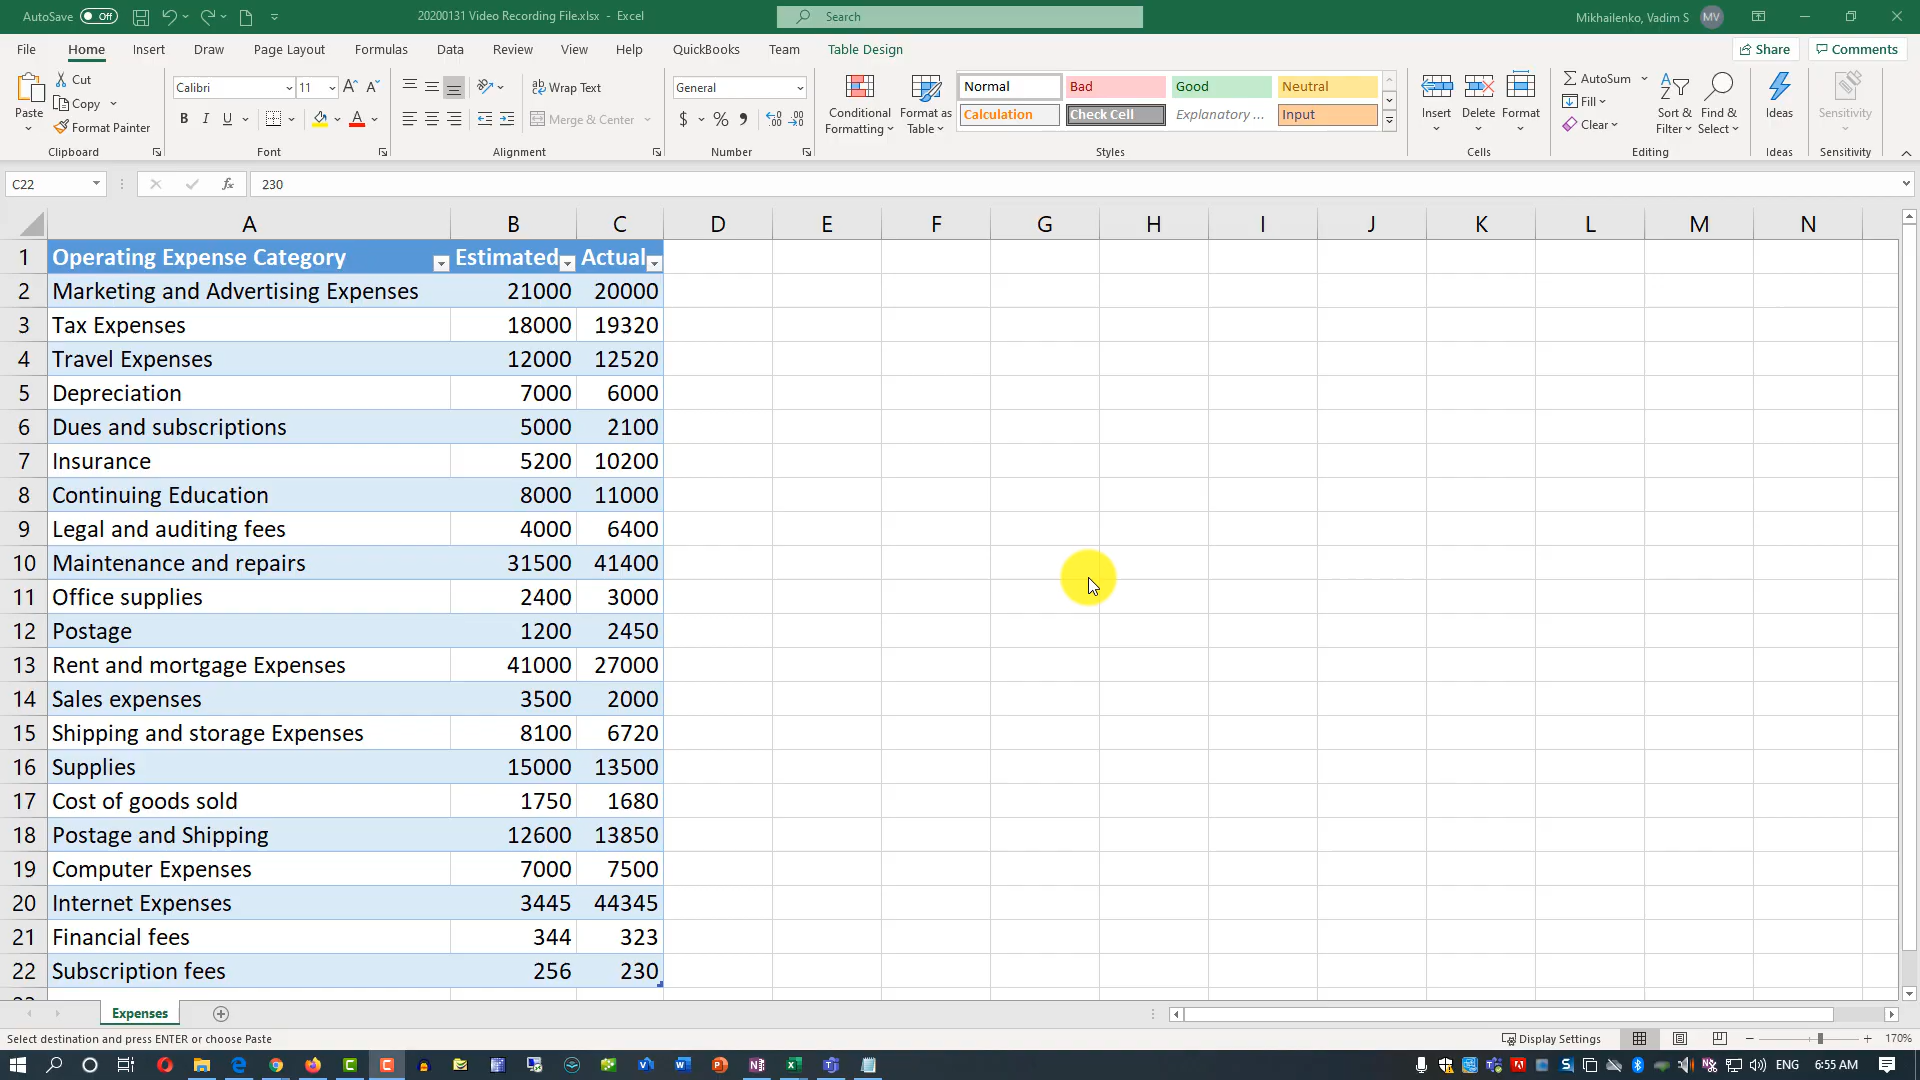 AutoSave Off 20200131 Video Recording File.xlsx - Excel Search Mikhailenko, Vadim S MV
File Home Insert Draw Page Layout Formulas Data Review View Help QuickBooks Team Table Design Share Comments
Paste Cut Copy Format Painter
Calibri 11
B I U
Wrap Text
Merge & Center
General
$ % 9
Conditional Formatting
Format as Table
Normal Bad Good Neutral
Calculation Check Cell Explanatory ... Input
Insert Delete Format
AutoSum
Fill
Clear
Sort & Filter
Find & Select
Ideas
Sensitivity
Clipboard Font Alignment Number Styles Cells Editing Ideas Sensitivity
C22 fx 230
A B C D E F G H I J K L M N
1 Operating Expense Category Estimated Actual
2 Marketing and Advertising Expenses 21000 20000
3 Tax Expenses 18000 19320
4 Travel Expenses 12000 12520
5 Depreciation 7000 6000
6 Dues and subscriptions 5000 2100
7 Insurance 5200 10200
8 Continuing Education 8000 11000
9 Legal and auditing fees 4000 6400
10 Maintenance and repairs 31500 41400
11 Office supplies 2400 3000
12 Postage 1200 2450
13 Rent and mortgage Expenses 41000 27000
14 Sales expenses 3500 2000
15 Shipping and storage Expenses 8100 6720
16 Supplies 15000 13500
17 Cost of goods sold 1750 1680
18 Postage and Shipping 12600 13850
19 Computer Expenses 7000 7500
20 Internet Expenses 3445 44345
21 Financial fees 344 323
22 Subscription fees 256 230
Expenses
Select destination and press ENTER or choose Paste Display Settings 170%
ENG 6:55 AM